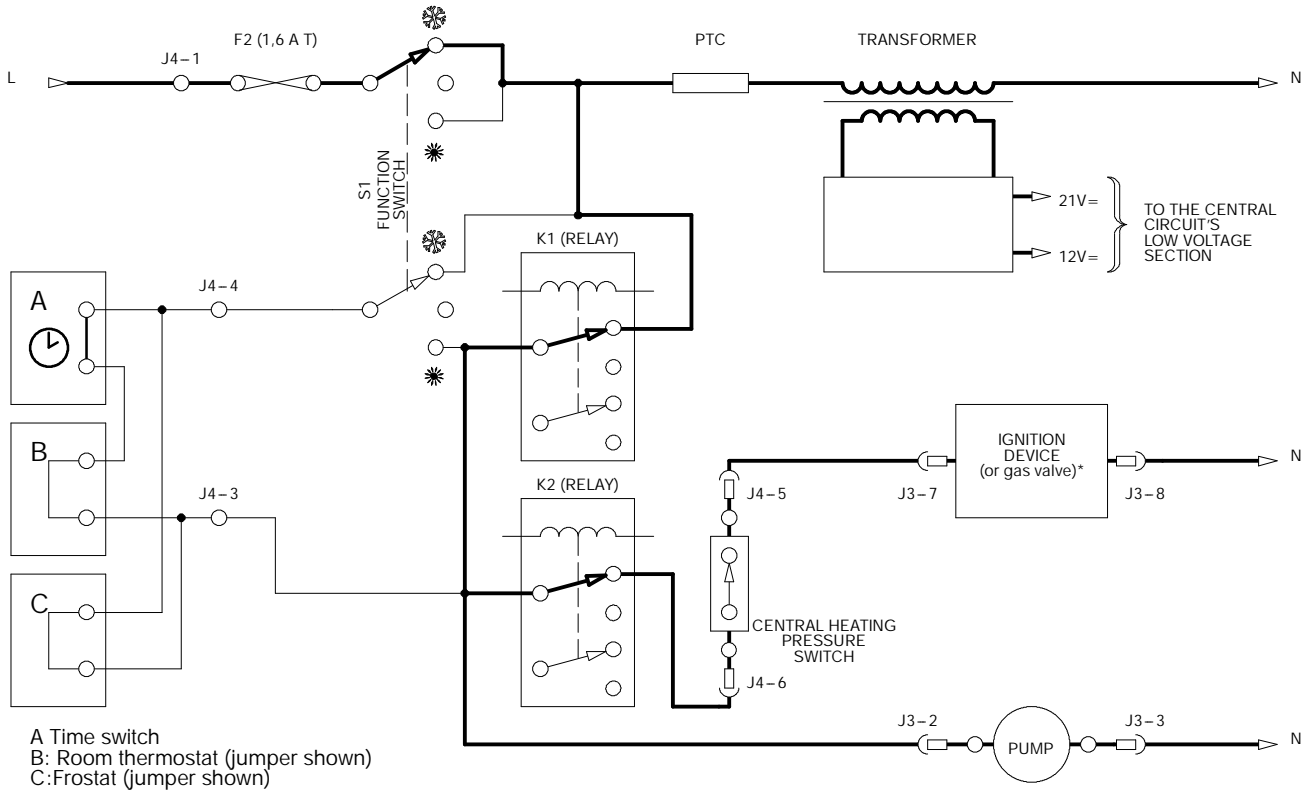 F2 (1,6 A T)
PTC
TRANSFORMER
J4–1
L
N
S1
FUNCTION
SWITCH
21V=
12V=
TO THE CENTRAL
CIRCUIT'S
LOW VOLTAGE
SECTION
K1 (RELAY)
A
J4–4
B
J4–3
C
K2 (RELAY)
J4–5
IGNITION
DEVICE
(or gas valve)*
J3–7
J3–8
N
CENTRAL HEATING
PRESSURE
SWITCH
J4–6
J3–2
PUMP
J3–3
N
A Time switch
B: Room thermostat (jumper shown)
C:Frostat (jumper shown)